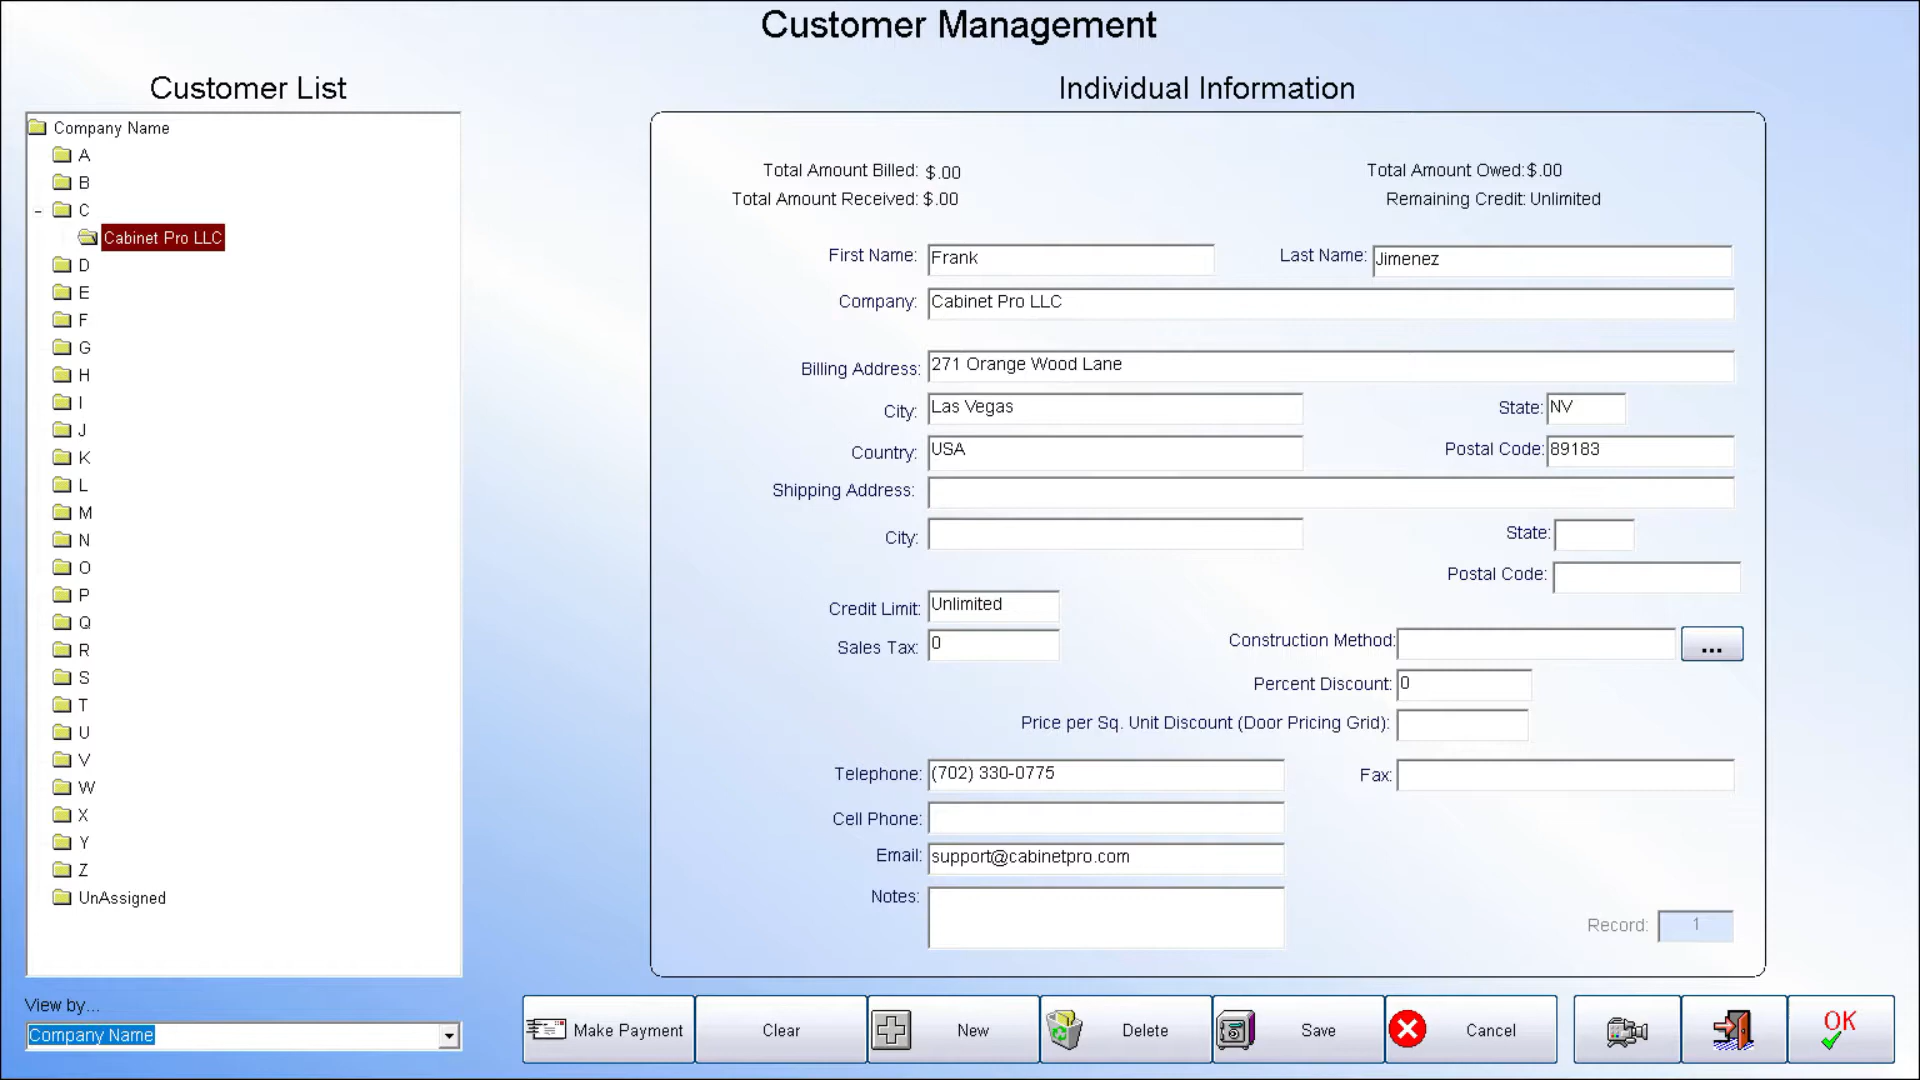 Customer Management
Customer List
Company Name
A
B
C
Cabinet Pro LLC
D
E
F
G
H
I
J
K
L
M
N
O
P
Q
R
S
T
U
V
W
X
Y
Z
UnAssigned
View by...
Company Name
Individual Information
Total Amount Billed: $.00
Total Amount Owed:$.00
Total Amount Received: $.00
Remaining Credit: Unlimited
First Name: Frank
Last Name: Jimenez
Company: Cabinet Pro LLC
Billing Address: 271 Orange Wood Lane
City: Las Vegas
State: NV
Country: USA
Postal Code: 89183
Shipping Address:
City:
State:
Postal Code:
Credit Limit: Unlimited
Sales Tax: 0
Construction Method:
...
Percent Discount: 0
Price per Sq. Unit Discount (Door Pricing Grid):
Telephone: (702) 330-0775
Fax:
Cell Phone:
Email: support@cabinetpro.com
Notes:
Record: 1
Make Payment
Clear
New
Delete
Save
Cancel
OK